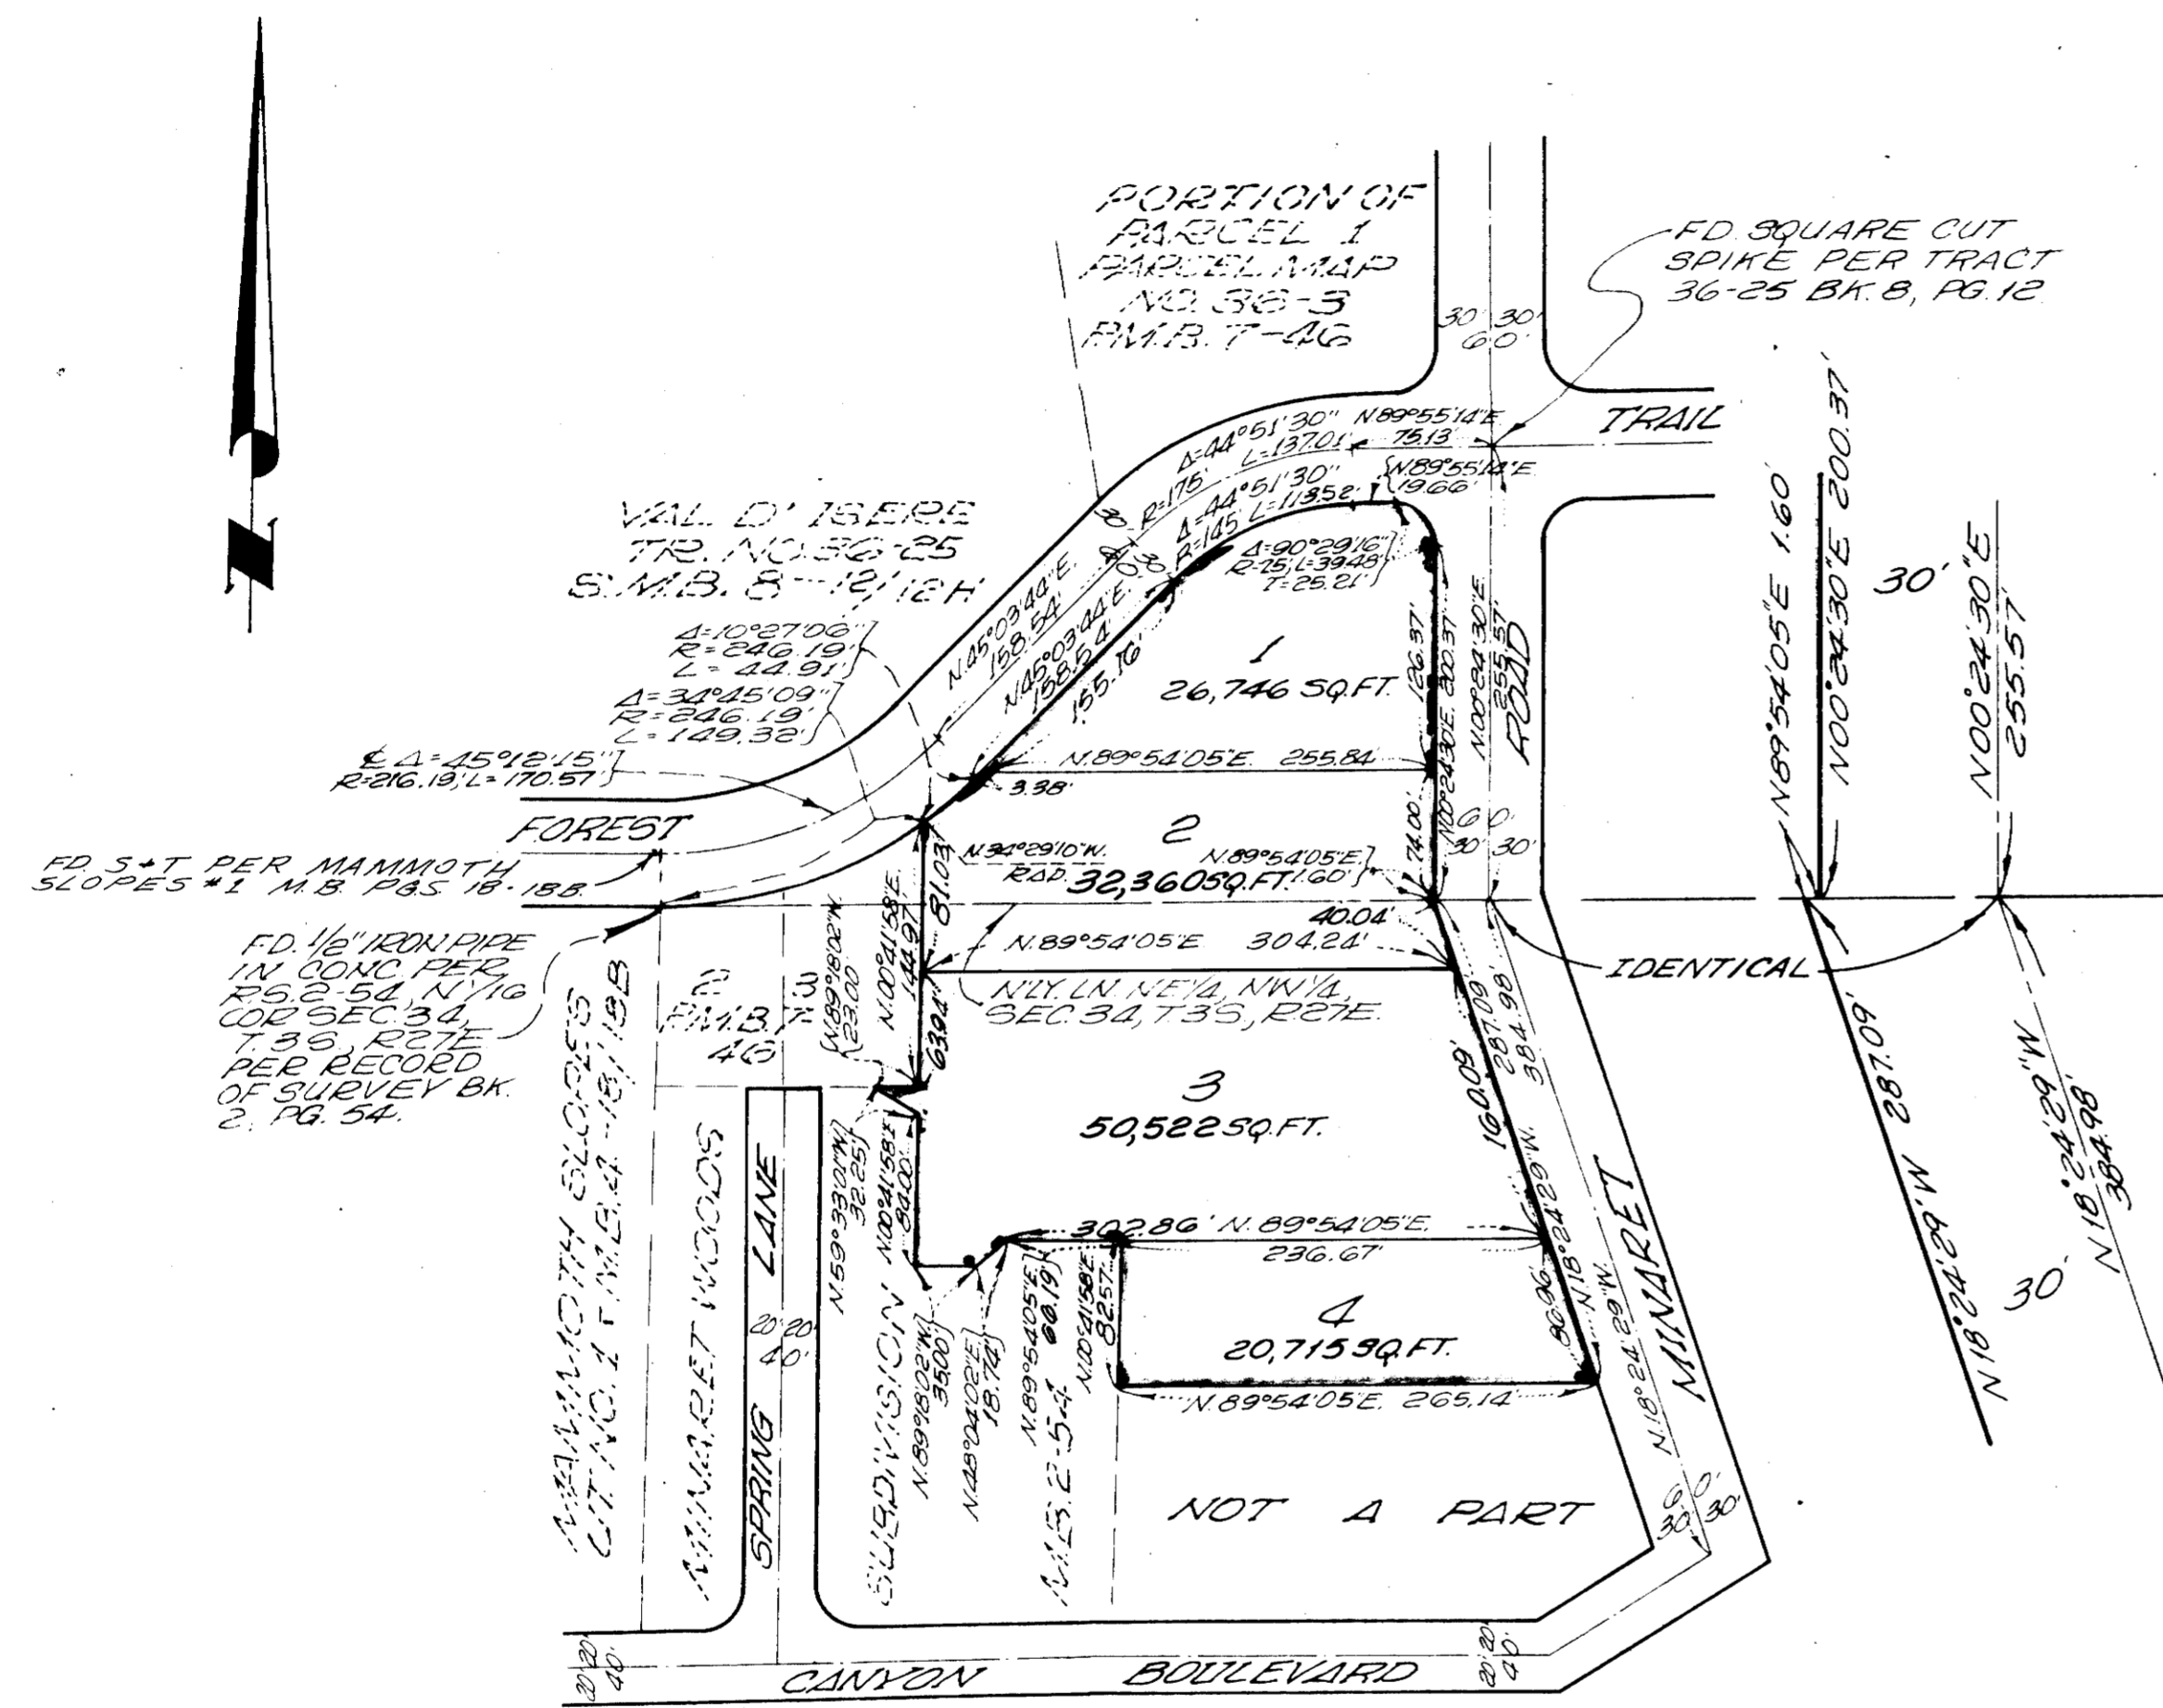 PORTION OF
PARCEL 1
PARCEL MAP
NO. 36-3
P.M.B. 7-46
FD. SQUARE CUT
SPIKE PER TRACT
36-25 BK. 8, PG. 12
30' 30'
60'
TRAIL
N89°55'14"E
75.13'
Δ=44°51'30"
L=137.01'
R=175'
{N.89°55'14"E.
19.66'
Δ=44°51'30"
R=145' L=113.52'
Δ=90°29'16"
R=25', L=39.48'
T=25.21'
VAL D' ISERE
TR. NO. 36-25
S.M.B. 8-12/12H
Δ=10°27'06"
R=246.19'
L=44.91'
Δ=34°45'09"
R=246.19'
L=149.32'
℄ Δ=45°12'15"
R=216.19', L=170.57'
N.45°03'44"E.
158.54'
N.45°03'44"E.
158.54'
155.16'
30'
30'
1
26,746 SQ.FT.
126.37'
N00°24'30"E. 200.37'
N.00°24'30"E.
255.57'
ROAD
N.89°54'05"E. 255.84'
3.38'
FOREST
FD. S+T PER MAMMOTH
SLOPES #1 M.B. PGS 18-18B.
2
N.34°29'10"W.
RAD.
N.89°54'05"E.
1.60'
32,360 SQ.FT.
74.00'
60'
30' 30'
81.03'
N.00°41'58"E.
144.97'
63.94'
40.04'
N.89°54'05"E 304.24'
N'LY. LN. NE 1/4, NW 1/4,
SEC. 34, T.3S., R27E.
FD. 1/2" IRON PIPE
IN CONC. PER
R.S. 2-54, N 1/16
COR SEC. 34,
T. 3S., R27E
PER RECORD
OF SURVEY BK.
2, PG. 54.
2
P.M.B. 7-3
46
N.89°18'02"W.
23.00'
MAMMOTH SLOPES
UT. NO. 1 - M.B. 4-18/18B
MINARET WOODS
SUBDIVISION
M.B. 2-54
SPRING LANE
20' 20'
40'
3
50,522 SQ.FT.
160.09'
287.09'
384.98'
N.18°24'29"W.
N.59°33'01"W.
32.25'
N.00°41'58"E
84.00'
302.86' N. 89°54'05"E.
236.67'
N.89°18'02"W.
35.00'
N.48°04'02"E.
18.74'
N.89°54'05"E.
66.19'
N.00°41'58"E.
82.57'
4
20,715 SQ.FT.
86.96'
N.18°24'29"W.
N.18°24'29"W.
MINARET
N.89°54'05"E. 265.14'
NOT A PART
60'
30' 30'
20' 20'
40'
CANYON BOULEVARD
20' 20'
40'
N89°54'05"E 1.60'
N00°24'30"E 200.37'
30'
N00°24'30"E
255.57'
IDENTICAL
N18°24'29"W 287.09'
30'
N18°24'29"W
384.98'